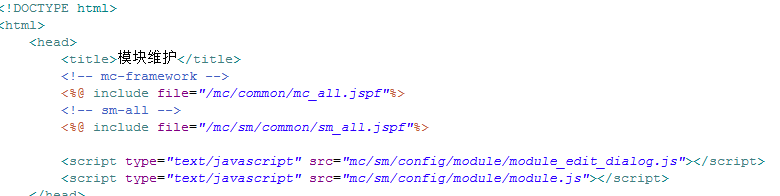 <!DOCTYPE html>
<html>
<head>
<title>模块维护</title>
<!-- mc-framework -->
<%@ include file="/mc/common/mc_all.jspf"%>
<!-- sm-all -->
<%@ include file="/mc/sm/common/sm_all.jspf"%>
<script type="text/javascript" src="mc/sm/config/module/module_edit_dialog.js"></script>
<script type="text/javascript" src="mc/sm/config/module/module.js"></script>
</head>